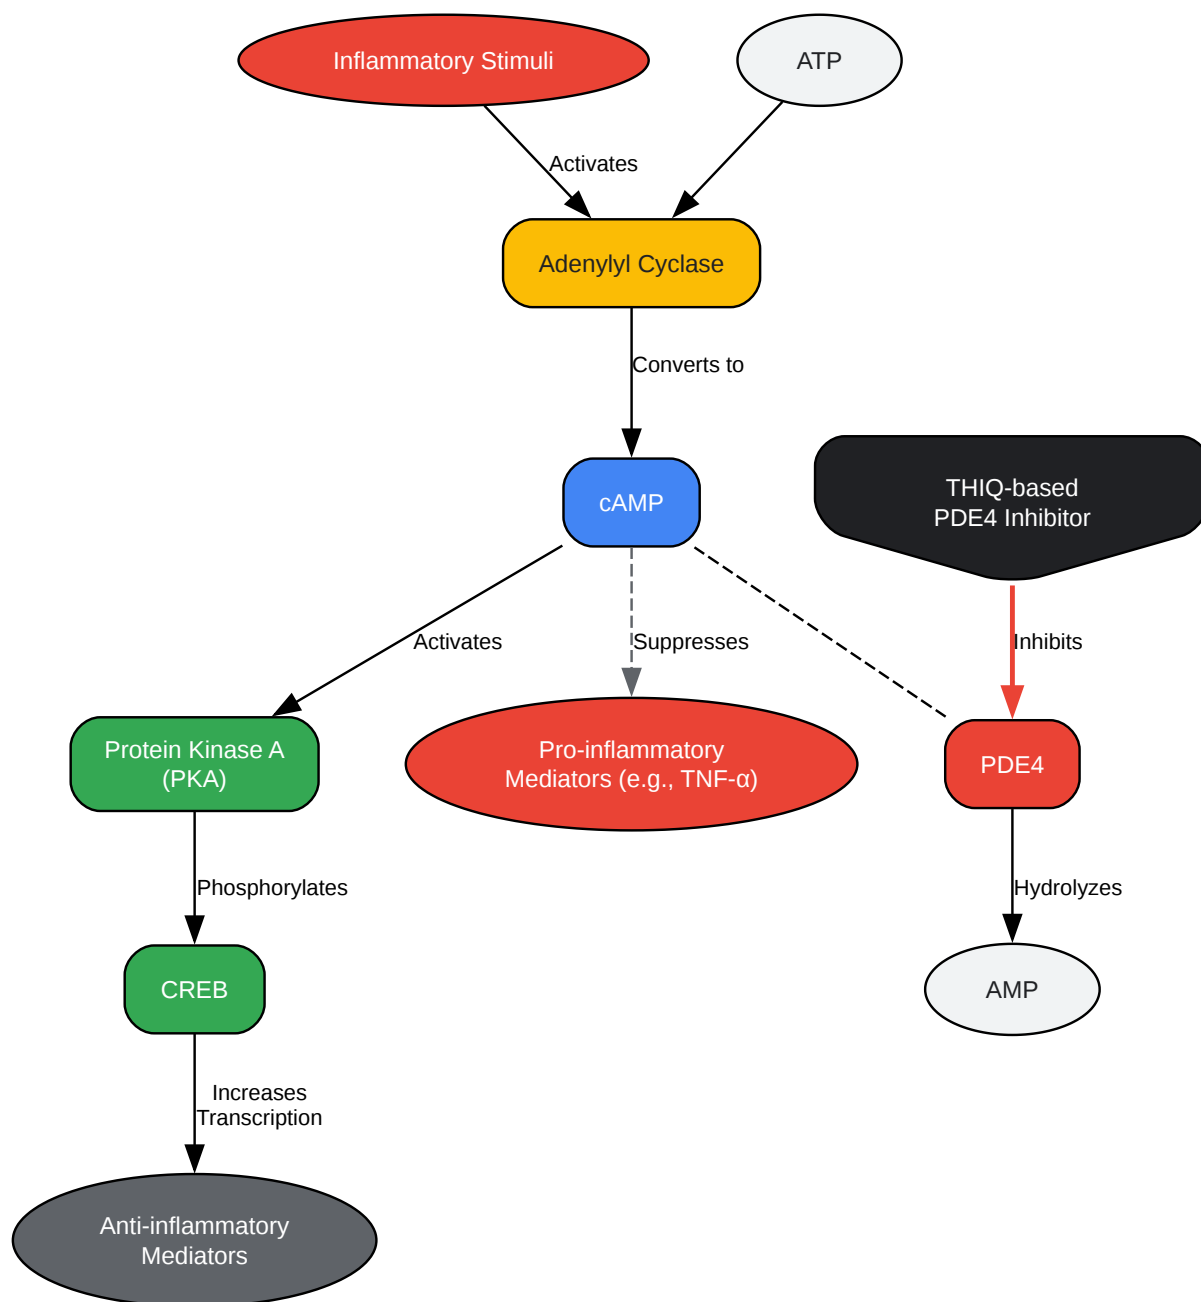 Inflammatory Stimuli
ATP
Activates
Adenylyl Cyclase
Converts to
cAMP
THIQ-based
PDE4 Inhibitor
Activates
Suppresses
Inhibits
Protein Kinase A
(PKA)
Pro-inflammatory
Mediators (e.g., TNF-α)
PDE4
Phosphorylates
Hydrolyzes
CREB
AMP
Increases
Transcription
Anti-inflammatory
Mediators